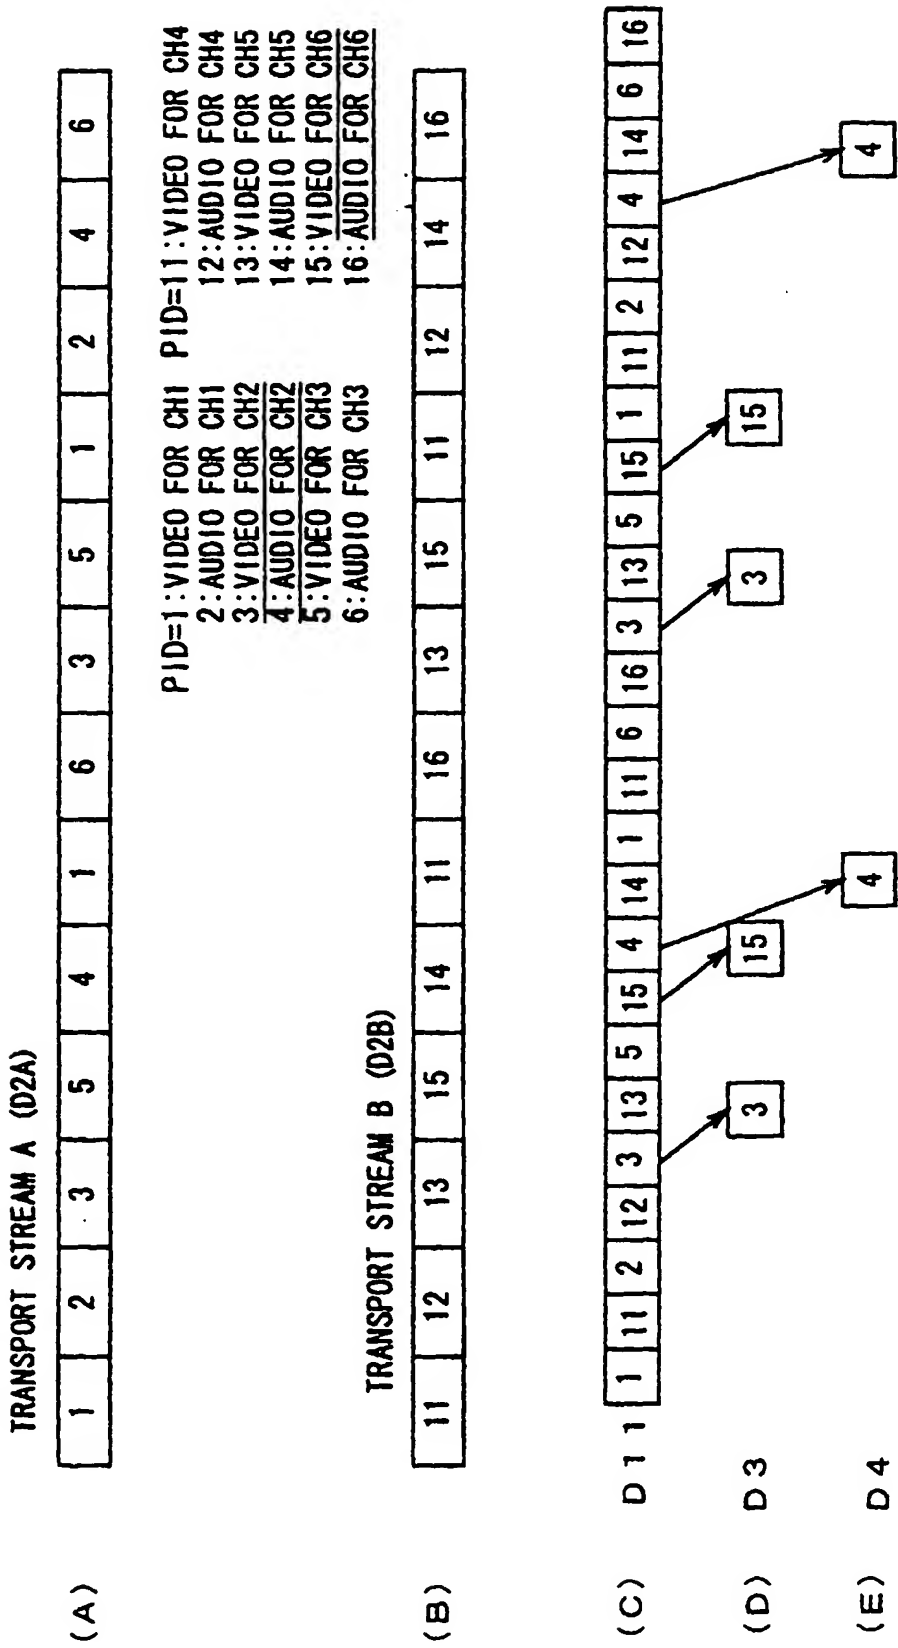 TRANSPORT STREAM A (D2A)
(A) 1 2 3 5 4 1 6 3 5 1 2 4 6
PID=1:VIDEO FOR CH1
2:AUDIO FOR CH1
3:VIDEO FOR CH2
4:AUDIO FOR CH2
5:VIDEO FOR CH3
6:AUDIO FOR CH3
PID=11:VIDEO FOR CH4
12:AUDIO FOR CH4
13:VIDEO FOR CH5
14:AUDIO FOR CH5
15:VIDEO FOR CH6
16:AUDIO FOR CH6
TRANSPORT STREAM B (D2B)
(B) 11 12 13 15 14 11 16 13 15 11 12 14 16
(C) D11 1 11 2 12 3 13 5 15 4 14 1 11 6 16 3 13 5 15 1 11 2 12 4 14 6 16
(D) D3 3 15 3 15
(E) D4 4 4